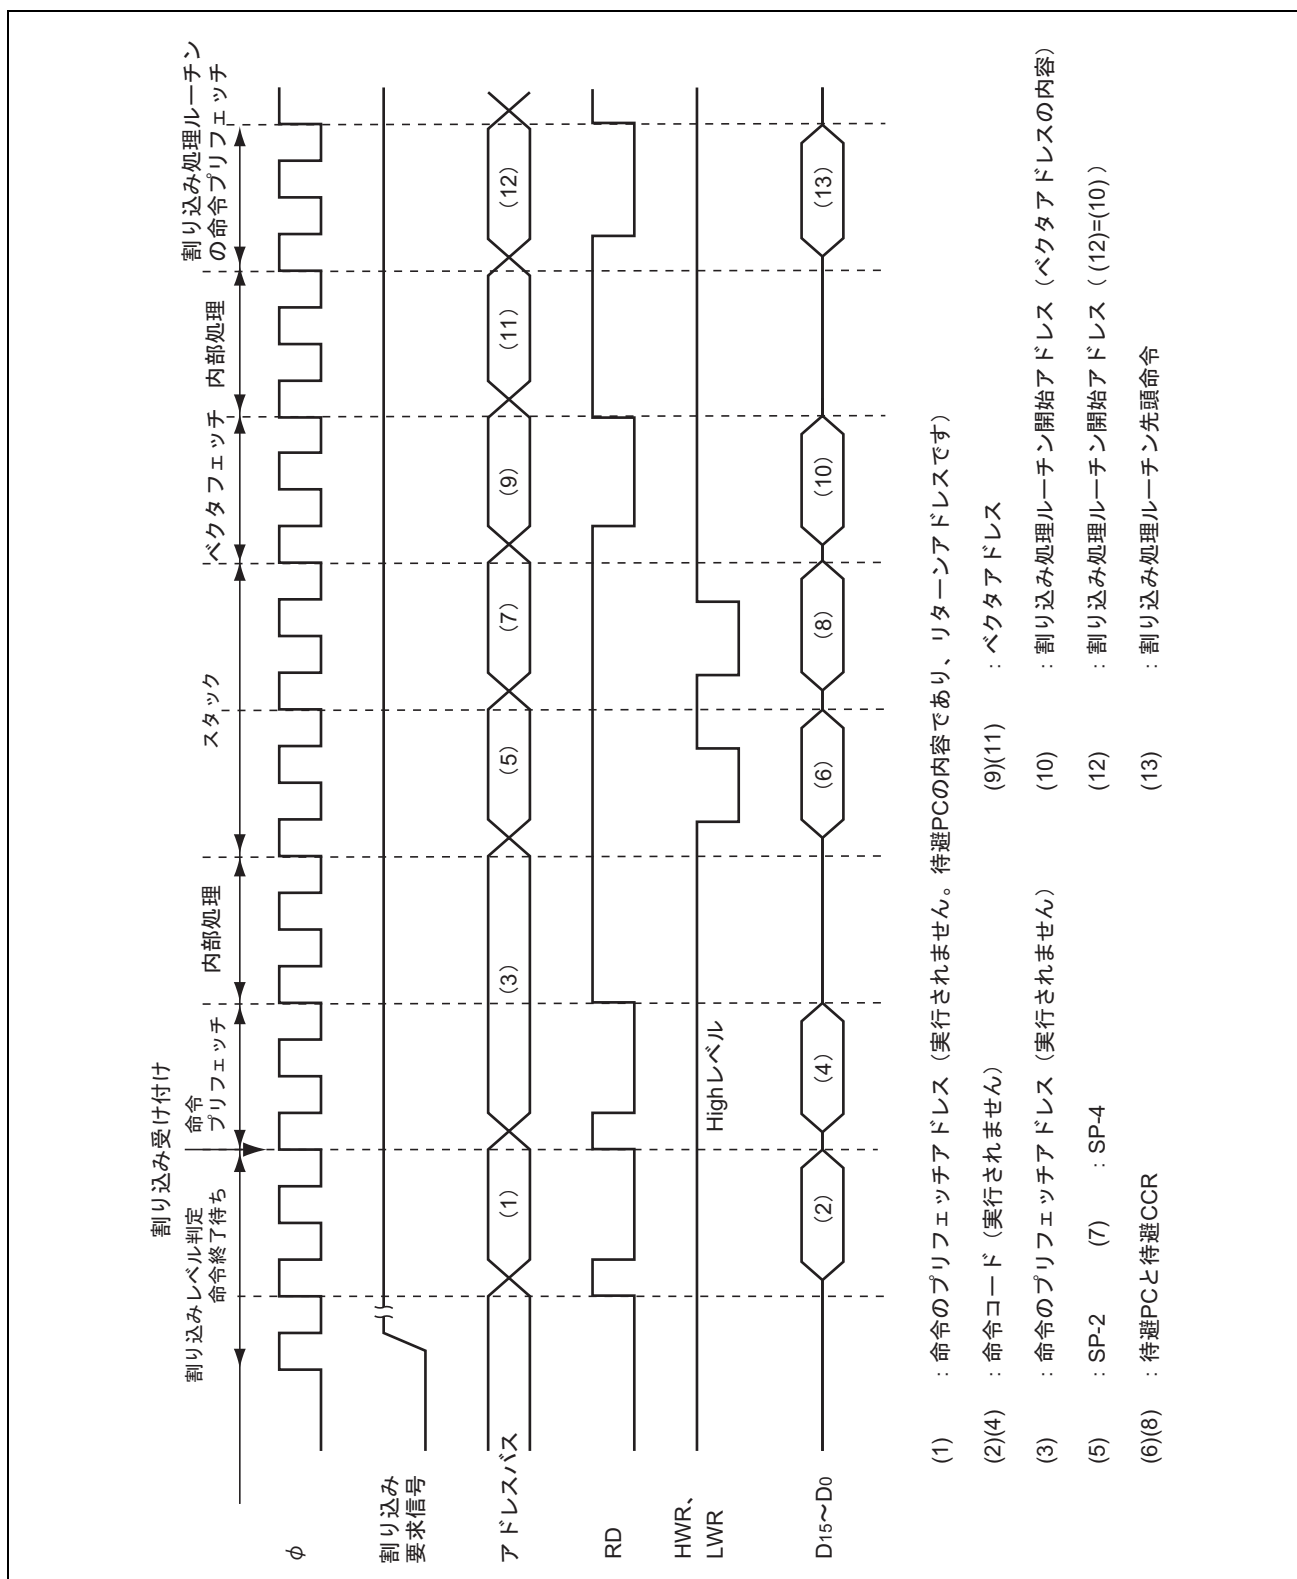 割り込み受け付け
割り込みレベル判定
命令終了待ち
命令
プリフェッチ
内部処理
スタック
ベクタフェッチ
内部処理
割り込み処理ルーチン
の命令プリフェッチ
φ
割り込み
要求信号
アドレスバス
(1)
(3)
(5)
(7)
(9)
(11)
(12)
RD
HWR、
LWR
Highレベル
D15～D0
(2)
(4)
(6)
(8)
(10)
(13)
(1) ：命令のプリフェッチアドレス（実行されません。待避PCの内容であり、リターンアドレスです）
(2)(4) ：命令コード（実行されません）
(3) ：命令のプリフェッチアドレス（実行されません）
(5) ：SP-2 (7) ：SP-4
(6)(8) ：待避PCと待避CCR
(9)(11) ：ベクタアドレス
(10) ：割り込み処理ルーチン開始アドレス（ベクタアドレスの内容）
(12) ：割り込み処理ルーチン開始アドレス（(12)=(10)）
(13) ：割り込み処理ルーチン先頭命令